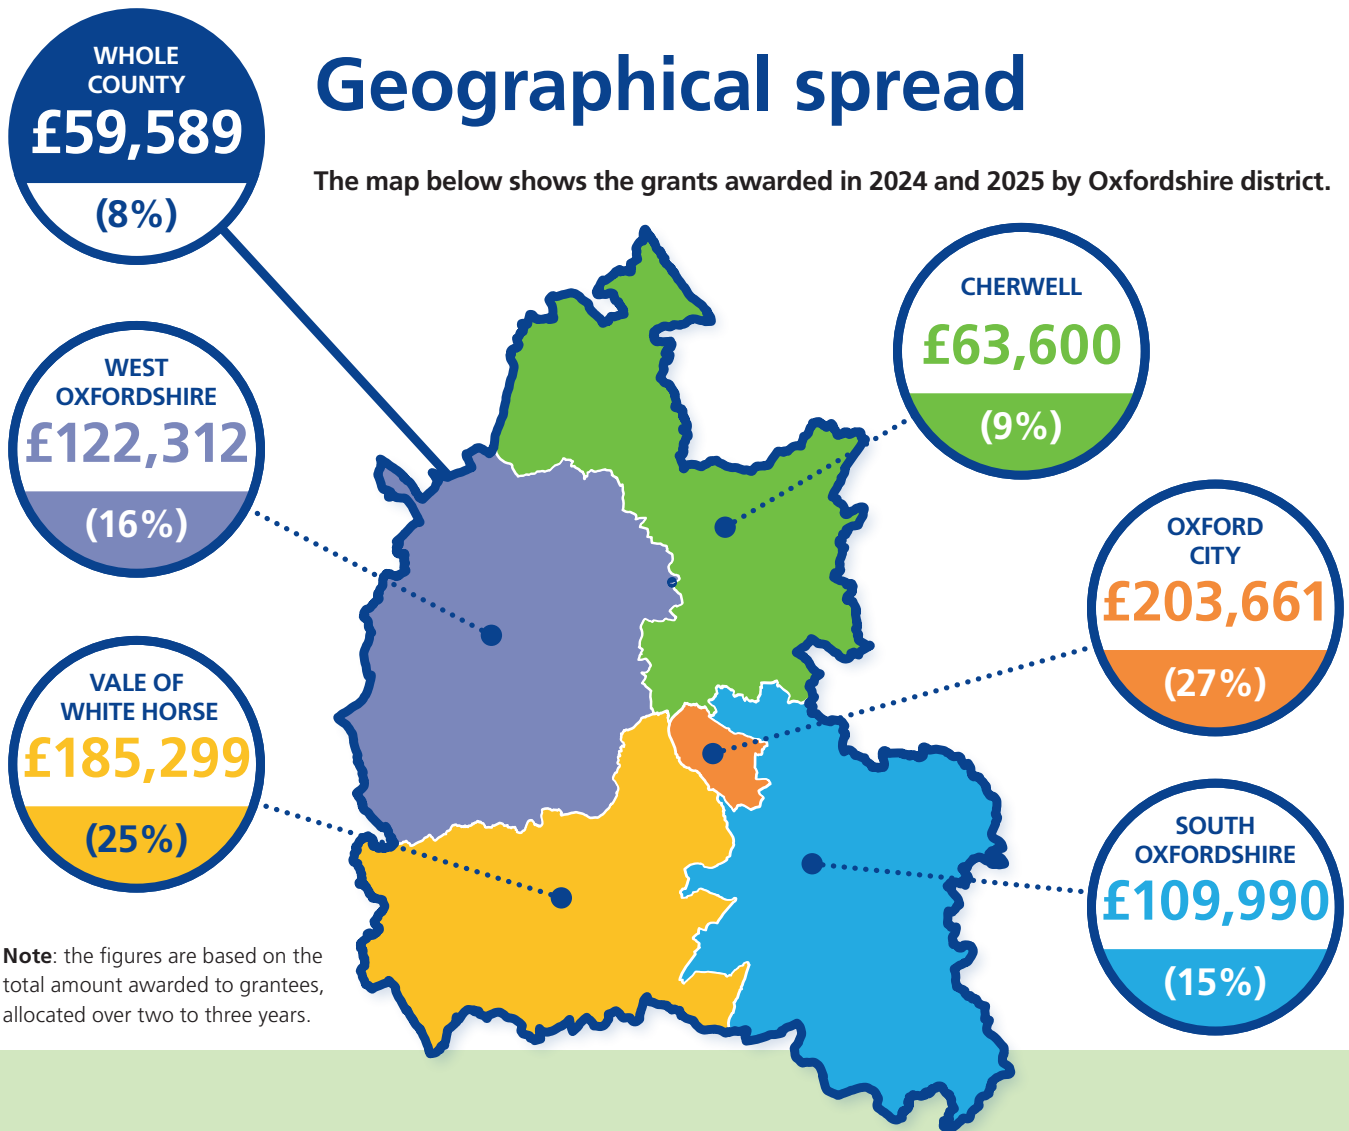 WHOLE
COUNTY
£59,589
(8%)
Geographical spread
The map below shows the grants awarded in 2024 and 2025 by Oxfordshire district.
CHERWELL
£63,600
(9%)
WEST
OXFORDSHIRE
£122,312
(16%)
OXFORD
CITY
£203,661
(27%)
VALE OF
WHITE HORSE
£185,299
(25%)
SOUTH
OXFORDSHIRE
£109,990
(15%)
Note: the figures are based on the
total amount awarded to grantees,
allocated over two to three years.